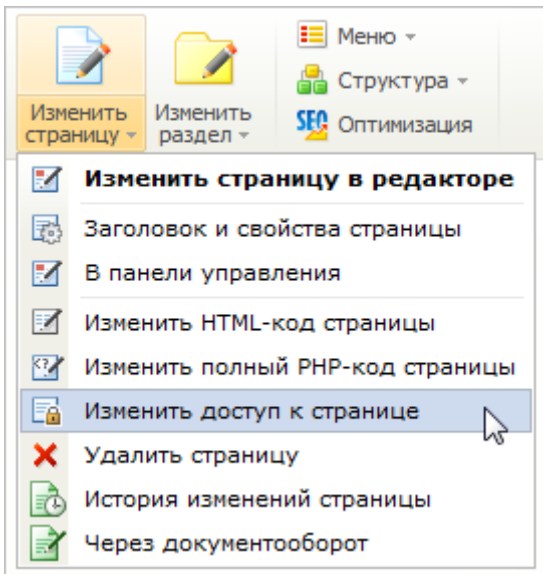 Изменить страницу
Изменить раздел
Меню
Структура
SEO Оптимизация
Изменить страницу в редакторе
Заголовок и свойства страницы
В панели управления
Изменить HTML-код страницы
Изменить полный PHP-код страницы
Изменить доступ к странице
Удалить страницу
История изменений страницы
Через документооборот